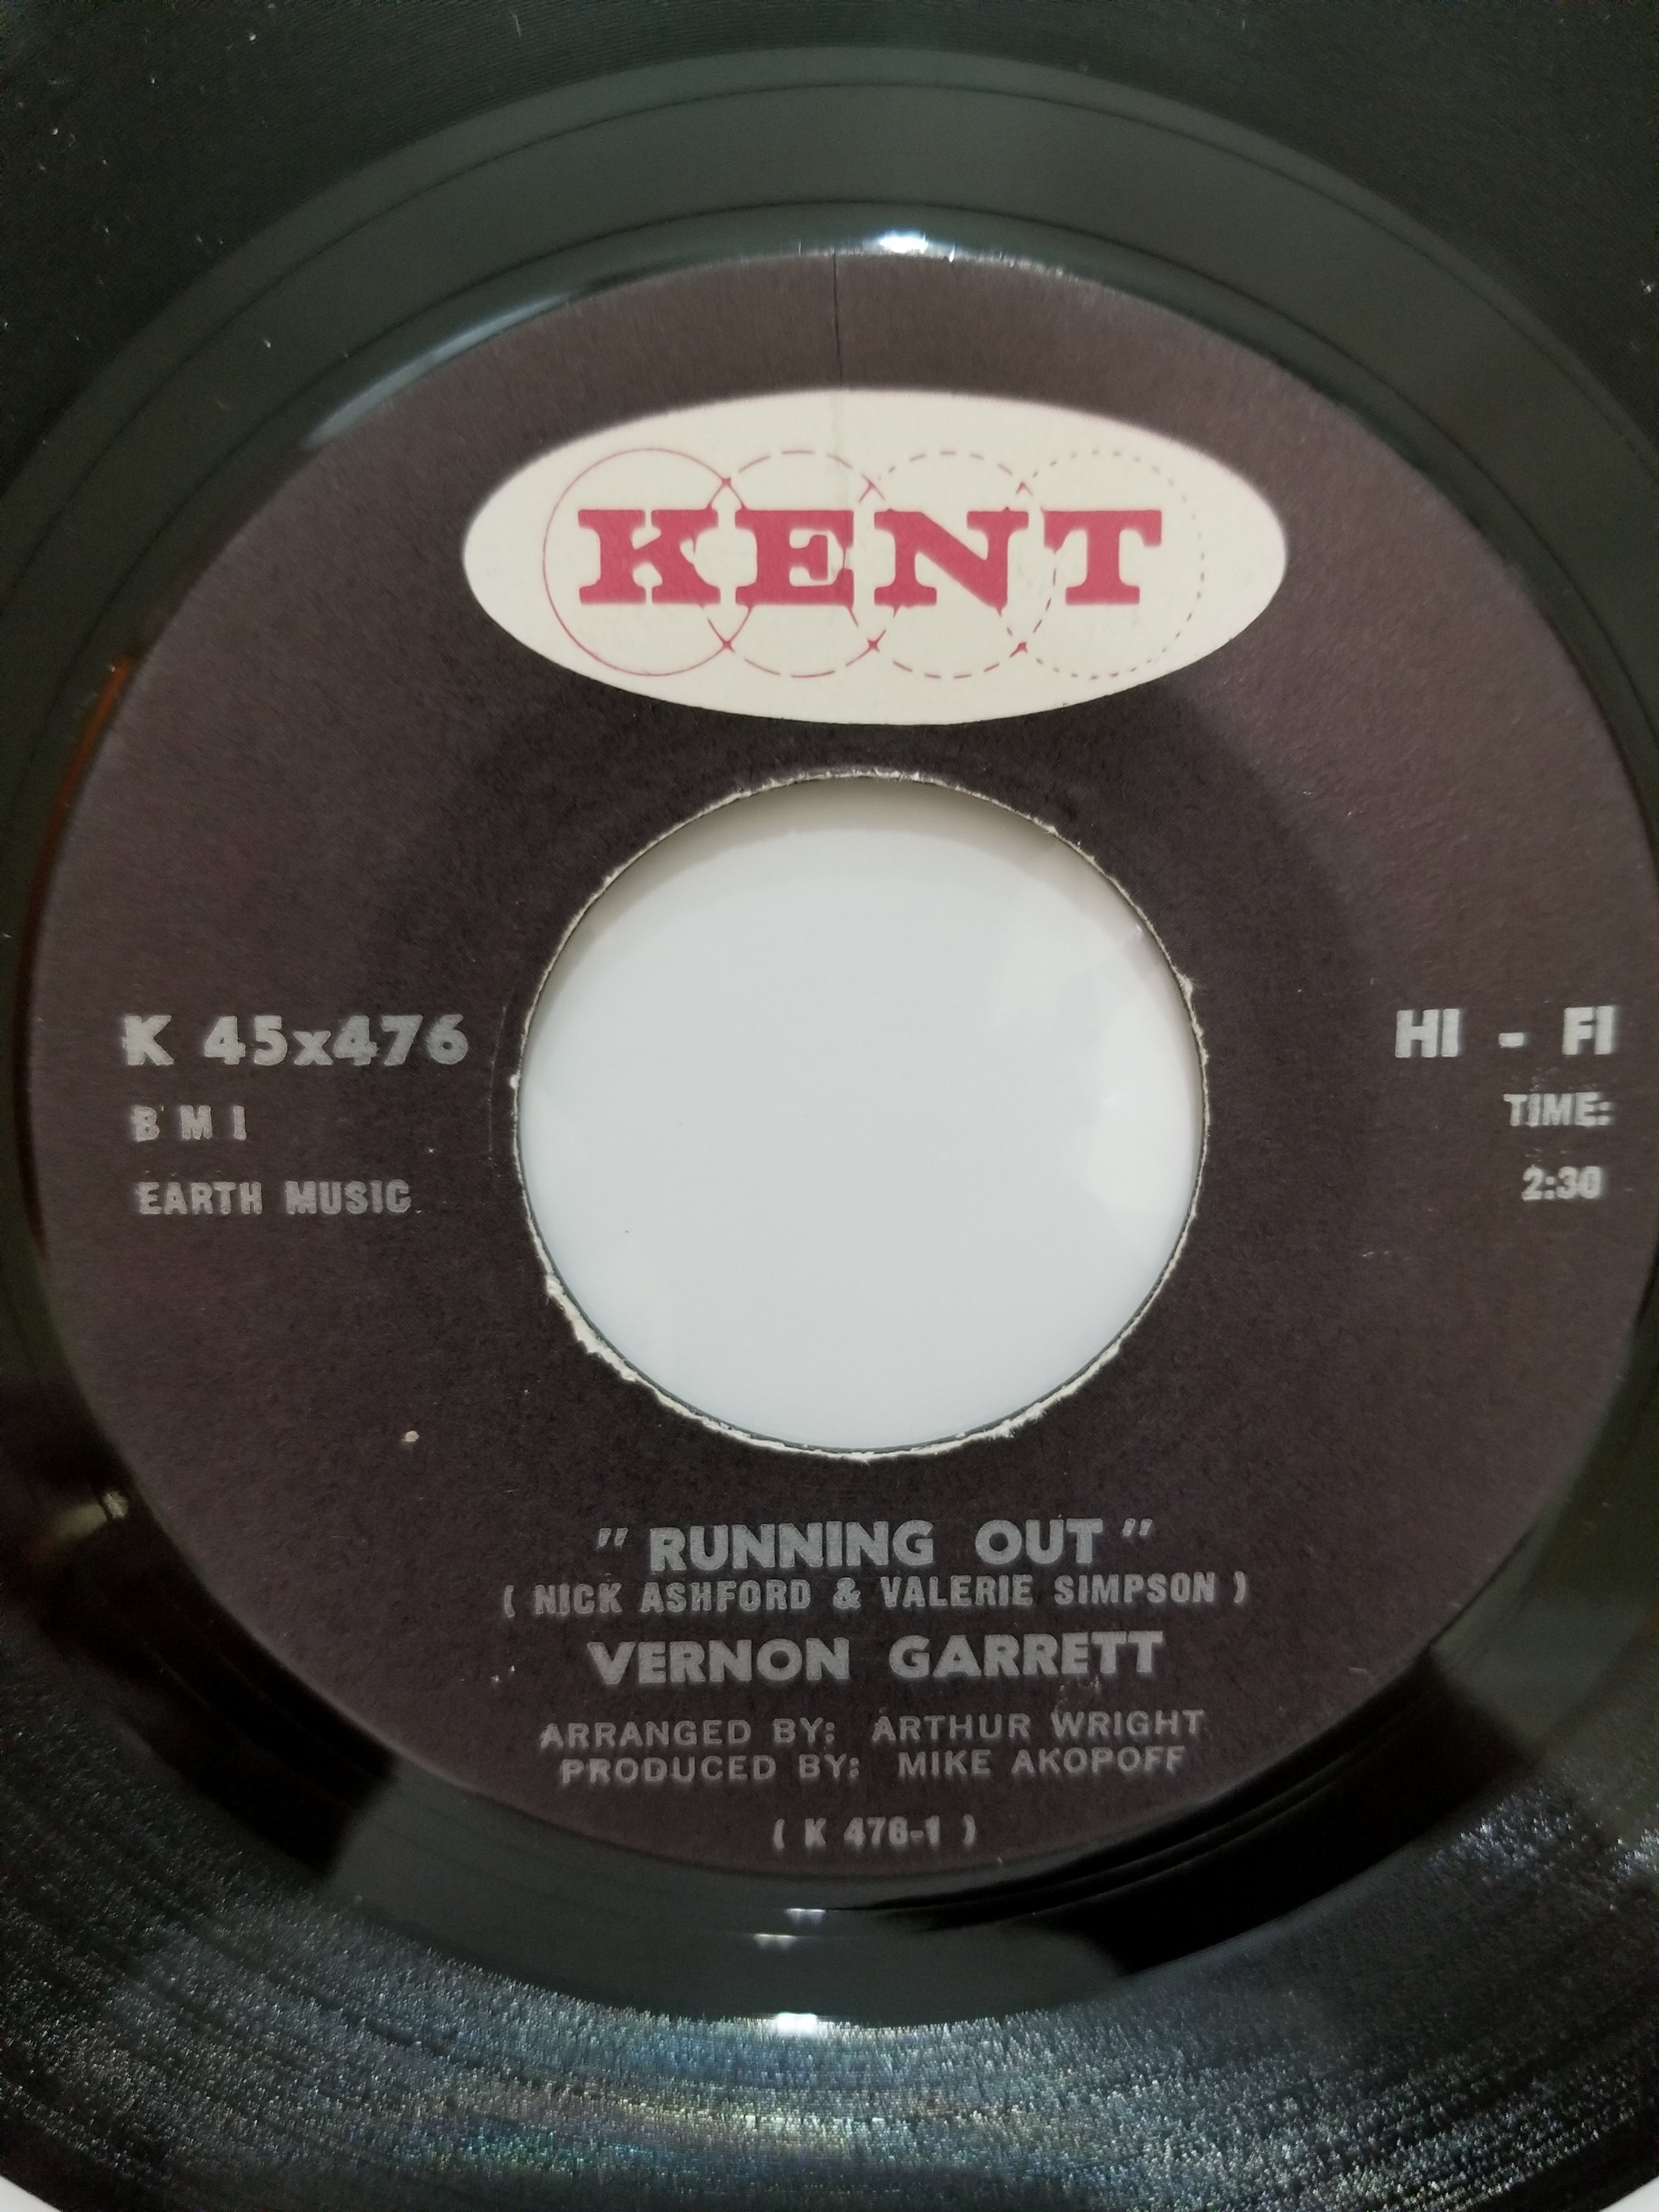 KENT
K 45x476
HI - FI
B M I
TIME:
EARTH MUSIC
2:30
" RUNNING OUT "
( NICK ASHFORD & VALERIE SIMPSON )
VERNON GARRETT
ARRANGED BY: ARTHUR WRIGHT
PRODUCED BY: MIKE AKOPOFF
( K 476-1 )